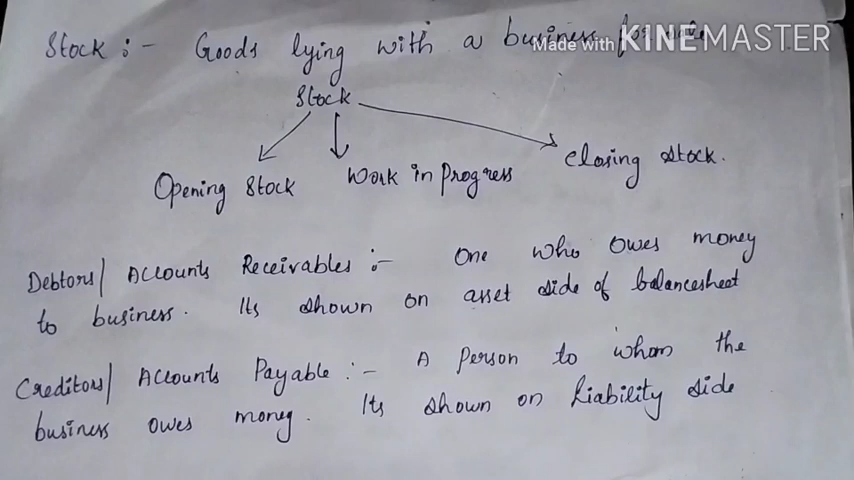 Stock :- Goods lying with a business for sale
Made with KINEMASTER
Stock
Opening Stock
Work in Progress
Closing Stock.
Debtors/ Accounts Receivables :- One who owes money
to business. Its shown on asset side of balancesheet
Creditors/ Accounts Payable :- A person to whom the
business owes money. Its shown on Liability side